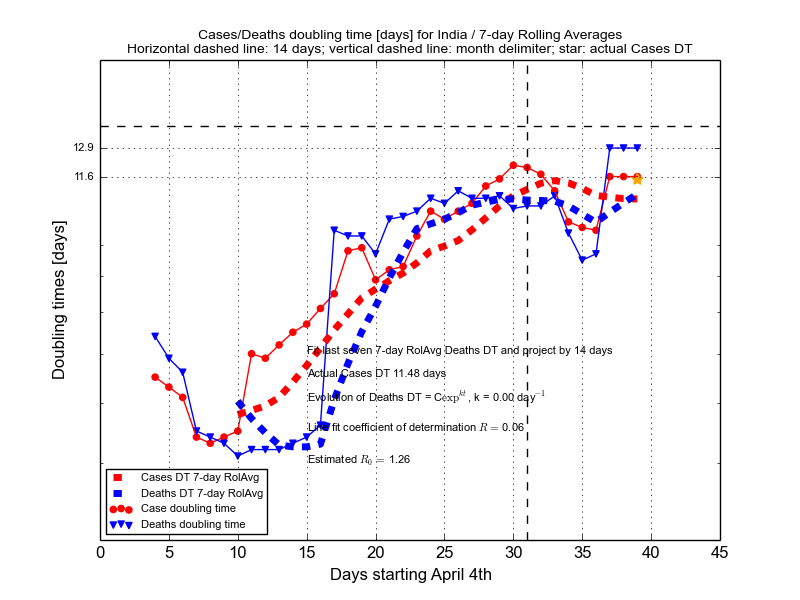 Cases/Deaths doubling time [days] for India / 7-day Rolling Averages
Horizontal dashed line: 14 days; vertical dashed line: month delimiter; star: actual Cases DT
12.9
11.6
Doubling times [days]
Fit last seven 7-day RolAvg Deaths DT and project by 14 days
Actual Cases DT 11.48 days
Evolution of Deaths DT = Cexp^kt, k = 0.00 day^−1
Line fit coefficient of determination R = 0.06
Estimated R_0 = 1.26
Cases DT 7-day RolAvg
Deaths DT 7-day RolAvg
Case doubling time
Deaths doubling time
0 5 10 15 20 25 30 35 40 45
Days starting April 4th